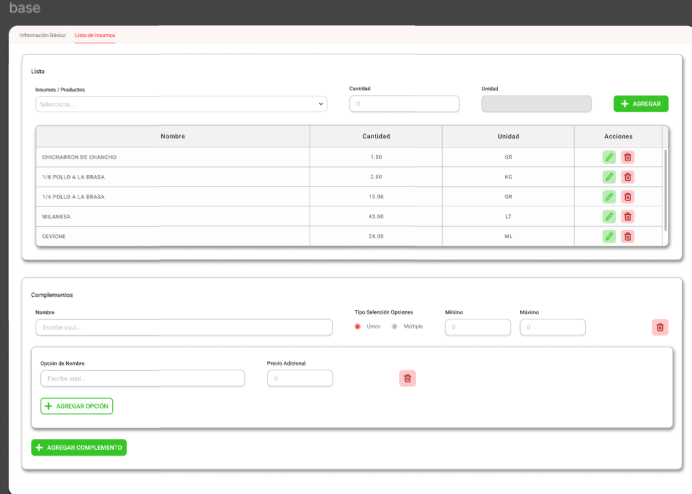 base
Información Básica Lista de Insumos
Lista
Insumos / Productos Cantidad Unidad
Selecciona... 0 + AGREGAR
Nombre Cantidad Unidad Acciones
CHICHARRON DE CHANCHO 1.00 GR
1/8 POLLO A LA BRASA 2.00 KG
1/4 POLLO A LA BRASA 12.00 GR
MILANESA 43.00 LT
CEVICHE 24.00 ML
Complementos
Nombre Tipo Selección Opciones Mínimo Máximo
Escribe aquí... Único Múltiple 0 0
Opción de Nombre Precio Adicional
Escribe aquí... 0
+ AGREGAR OPCIÓN
+ AGREGAR COMPLEMENTO